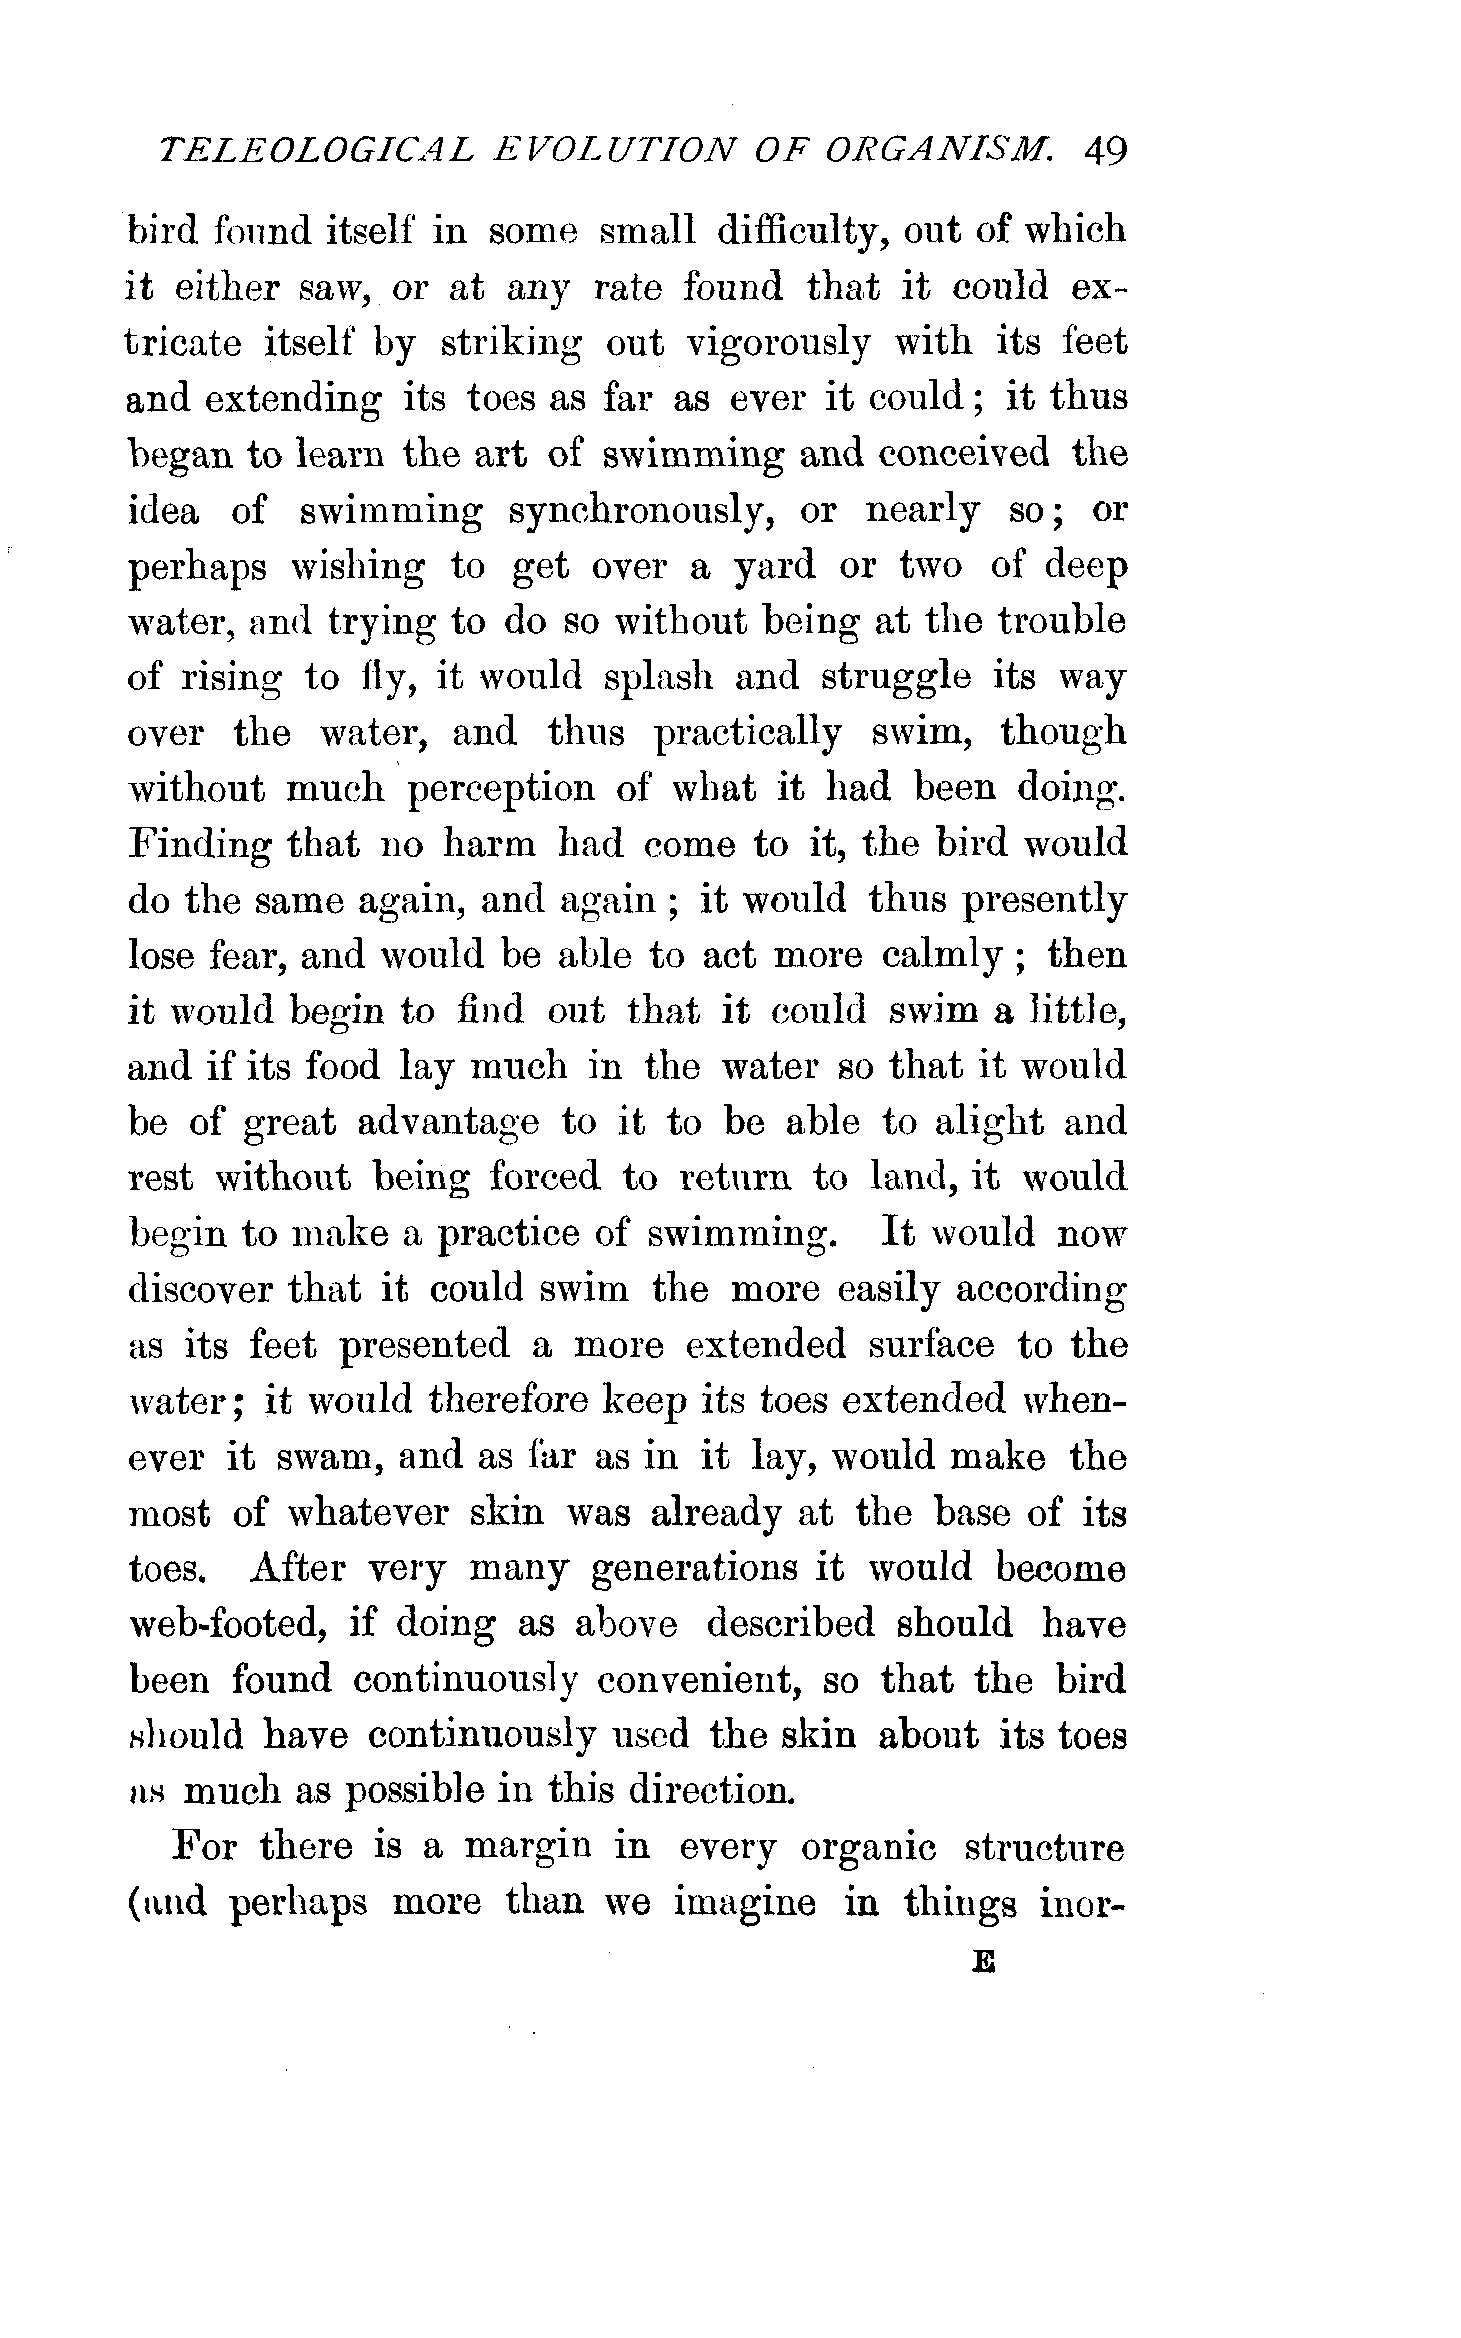 TELEOLOGICAL EVOLUTION OF ORGANISM. 49
bird found itself in some small difficulty, out of which
it either saw, or at any rate found that it could ex-
tricate itself by striking out vigorously with its feet
and extending its toes as far as ever it could; it thus
began to learn the art of swimming and conceived the
idea of swimming synchronously, or nearly so; or
perhaps wishing to get over a yard or two of deep
water, and trying to do so without being at the trouble
of rising to fly, it would splash and struggle its way
over the water, and thus practically swim, though
without much perception of what it had been doing.
Finding that no harm had come to it, the bird would
do the same again, and again; it would thus presently
lose fear, and would be able to act more calmly; then
it would begin to find out that it could swim a little,
and if its food lay much in the water so that it would
be of great advantage to it to be able to alight and
rest without being forced to return to land, it would
begin to make a practice of swimming. It would now
discover that it could swim the more easily according
as its feet presented a more extended surface to the
water; it would therefore keep its toes extended when-
ever it swam, and as far as in it lay, would make the
most of whatever skin was already at the base of its
toes. After very many generations it would become
web-footed, if doing as above described should have
been found continuously convenient, so that the bird
should have continuously used the skin about its toes
as much as possible in this direction.
For there is a margin in every organic structure
(and perhaps more than we imagine in things inor-
E